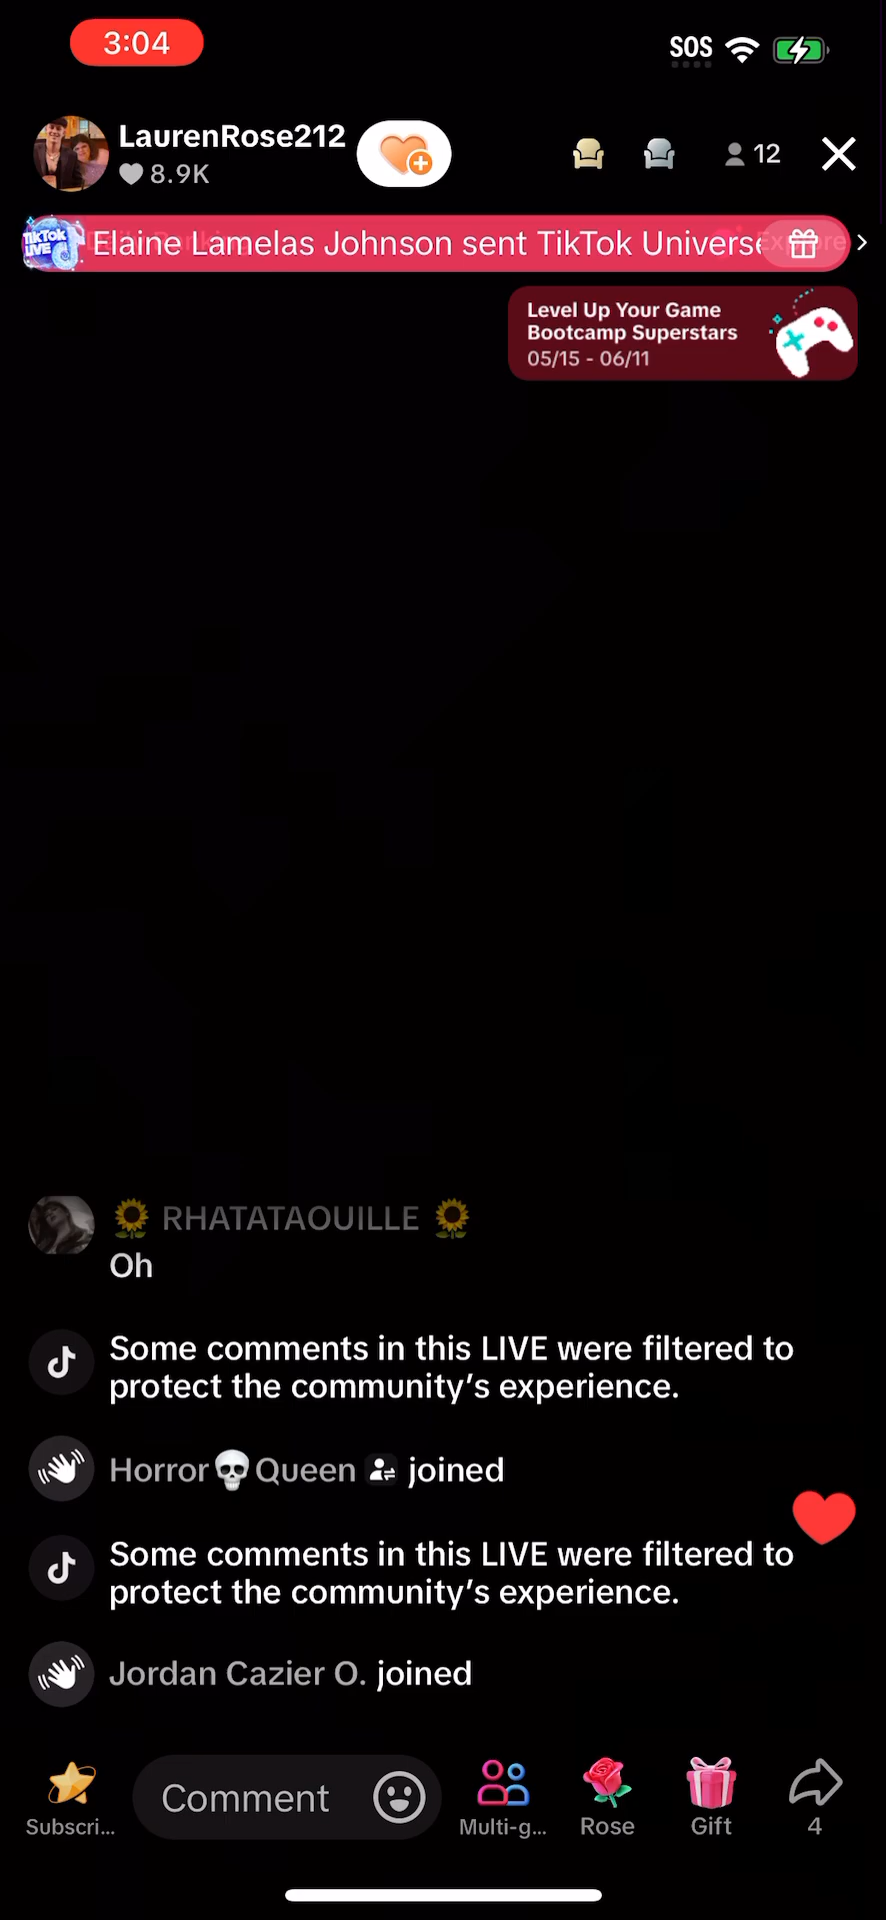 3:04
SOS
LaurenRose212
8.9K
12
TikTok LIVE
Elaine Lamelas Johnson sent TikTok Universe
Level Up Your Game
Bootcamp Superstars
05/15 - 06/11
RHATATAOUILLE
Oh
Some comments in this LIVE were filtered to
protect the community's experience.
Horror💀Queen joined
Some comments in this LIVE were filtered to
protect the community's experience.
Jordan Cazier O. joined
Comment
Subscri...
Multi-g...
Rose
Gift
4